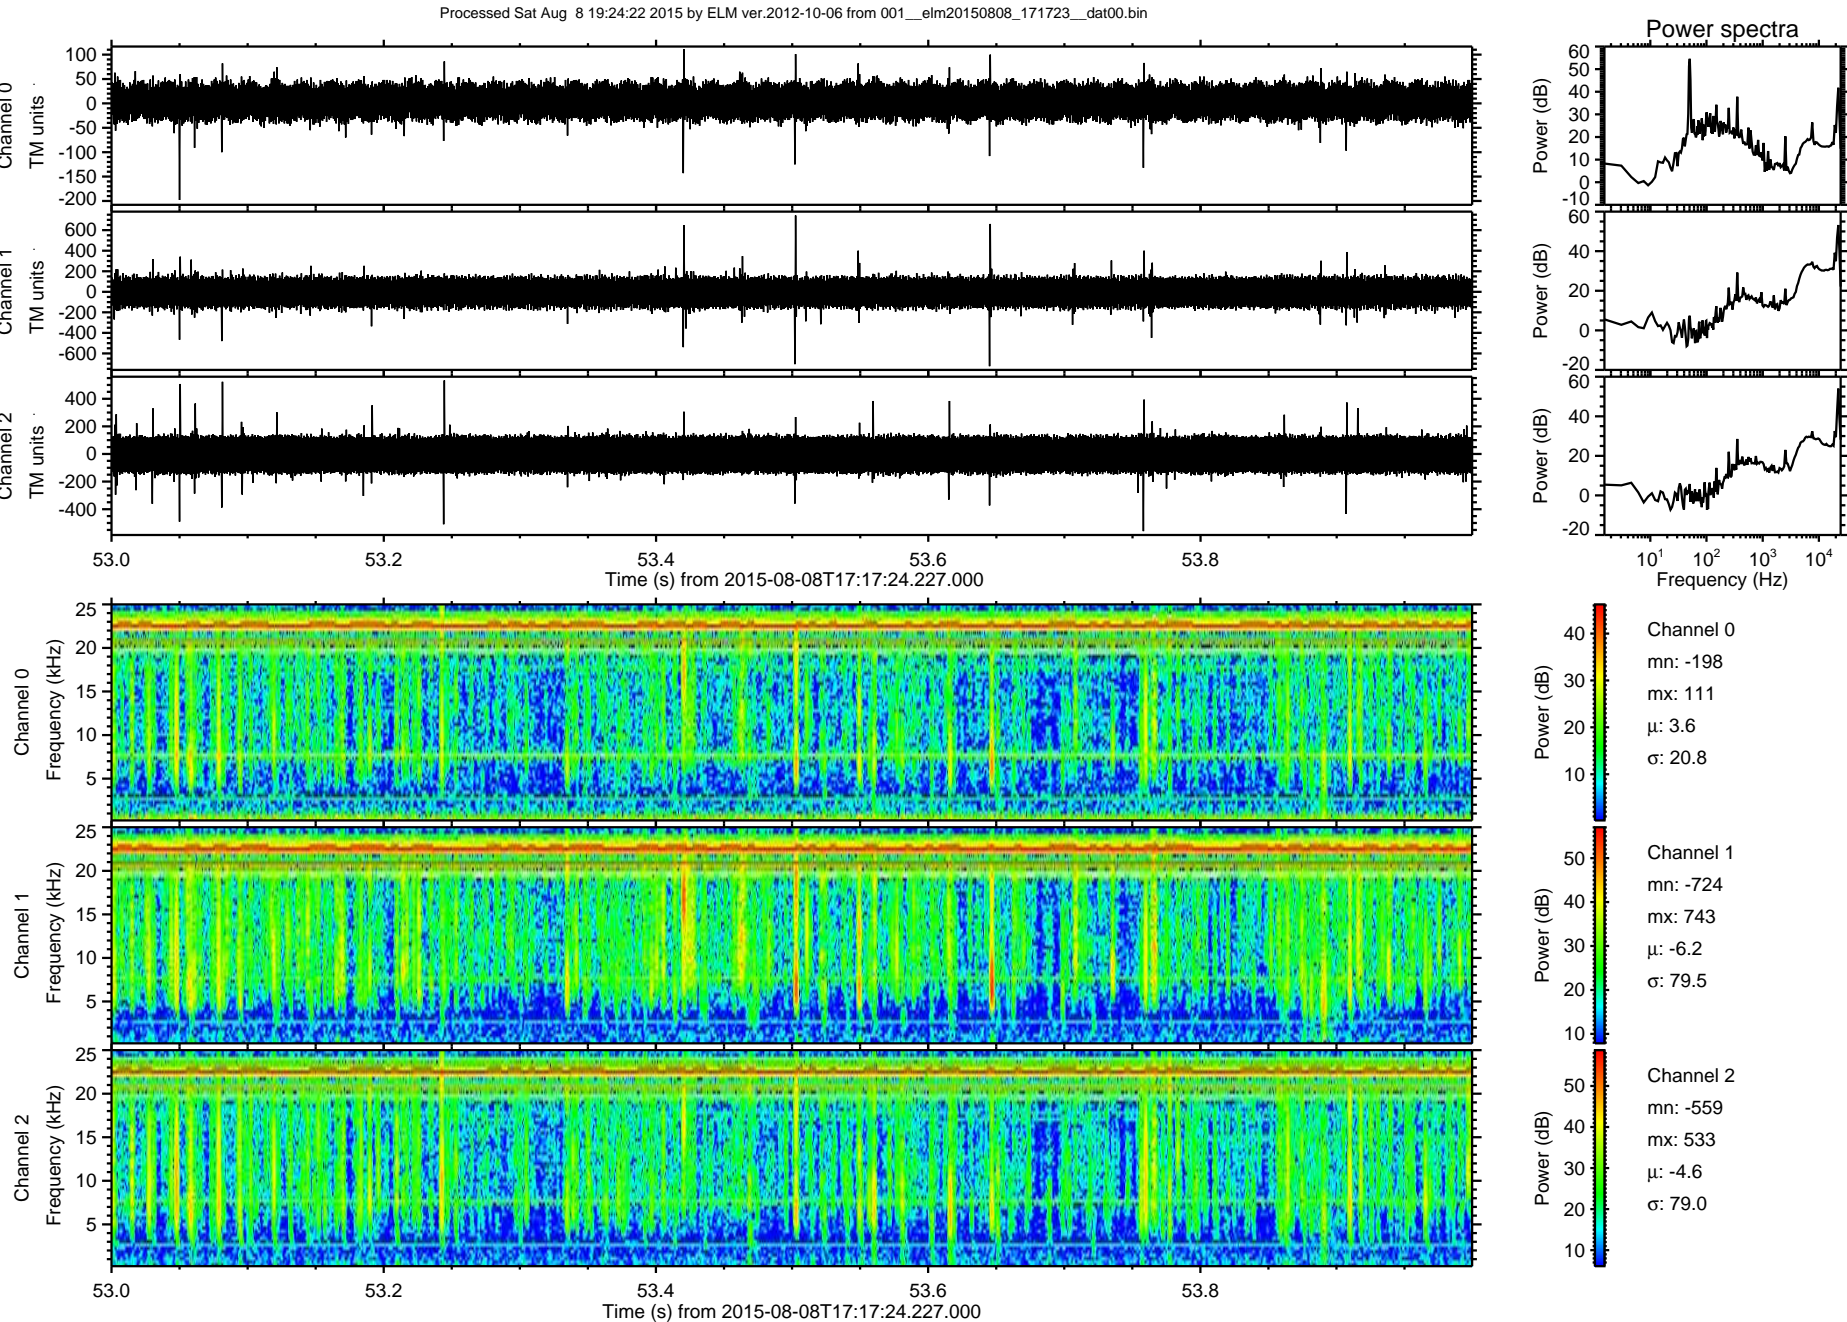 Processed Sat Aug 8 19:24:22 2015 by ELM ver.2012-10-06 from 001__elm20150808_171723__dat00.bin
Power spectra
Channel 0
TM units
100
50
0
-50
-100
-150
-200
Power (dB)
60
50
40
30
20
10
0
-10
Channel 1
TM units
600
400
200
0
-200
-400
-600
Power (dB)
60
40
20
0
-20
Channel 2
TM units
400
200
0
-200
-400
Power (dB)
60
40
20
0
-20
53.0 53.2 53.4 53.6 53.8
Time (s) from 2015-08-08T17:17:24.227.000
10¹ 10² 10³ 10⁴
Frequency (Hz)
Channel 0
Frequency (kHz)
25
20
15
10
5
Power (dB)
40
30
20
10
Channel 0
mn: -198
mx: 111
μ: 3.6
σ: 20.8
Channel 1
Frequency (kHz)
25
20
15
10
5
Power (dB)
50
40
30
20
10
Channel 1
mn: -724
mx: 743
μ: -6.2
σ: 79.5
Channel 2
Frequency (kHz)
25
20
15
10
5
Power (dB)
50
40
30
20
10
Channel 2
mn: -559
mx: 533
μ: -4.6
σ: 79.0
53.0 53.2 53.4 53.6 53.8
Time (s) from 2015-08-08T17:17:24.227.000